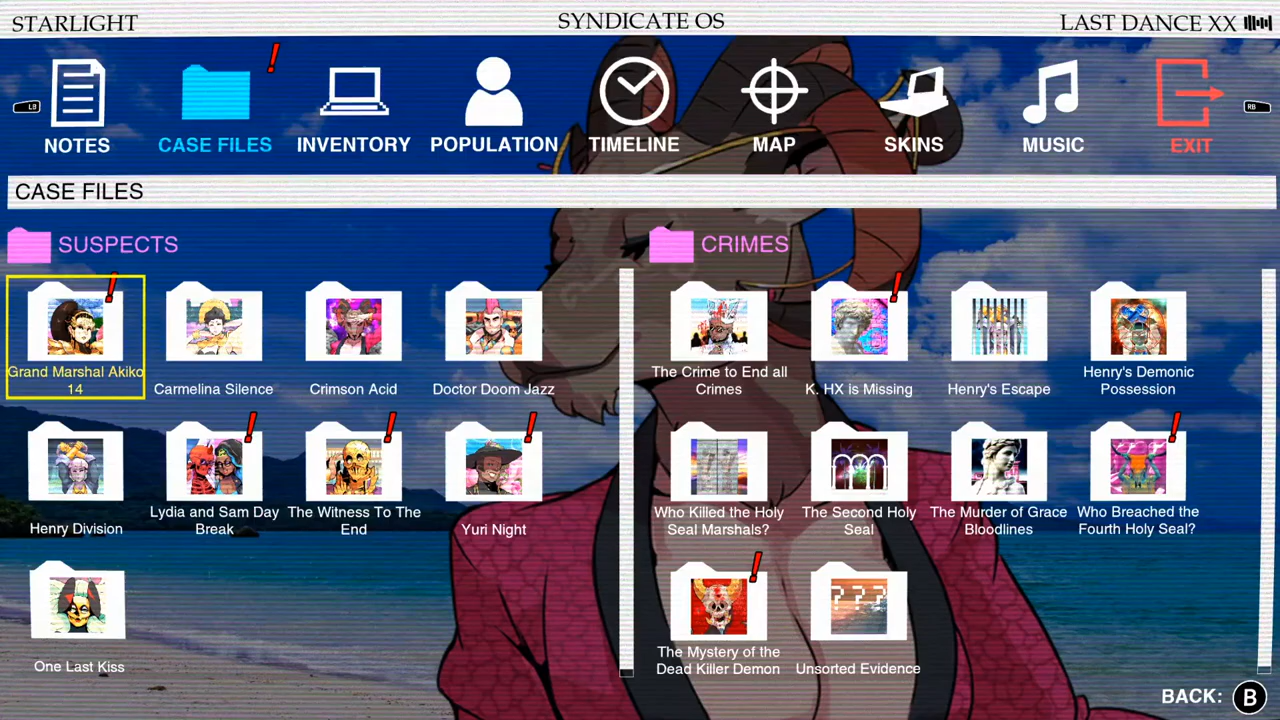 STARLIGHT
SYNDICATE OS
LAST DANCE XX
LB
NOTES
CASE FILES
INVENTORY
POPULATION
TIMELINE
MAP
SKINS
MUSIC
EXIT
RB
CASE FILES
SUSPECTS
Grand Marshal Akiko
14
Carmelina Silence
Crimson Acid
Doctor Doom Jazz
Henry Division
Lydia and Sam Day
Break
The Witness To The
End
Yuri Night
One Last Kiss
CRIMES
The Crime to End all
Crimes
K. HX is Missing
Henry's Escape
Henry's Demonic
Possession
Who Killed the Holy
Seal Marshals?
The Second Holy
Seal
The Murder of Grace
Bloodlines
Who Breached the
Fourth Holy Seal?
The Mystery of the
Dead Killer Demon
???
Unsorted Evidence
BACK: B